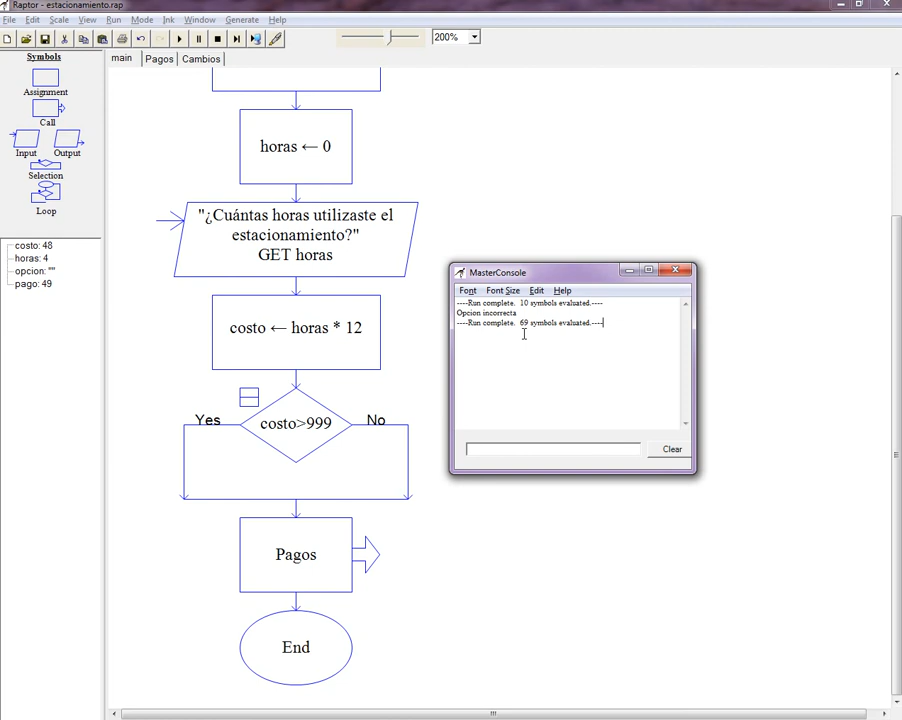 Raptor - estacionamiento.rap
File Edit Scale View Run Mode Ink Window Generate Help
200%
Symbols
main Pagos Cambios
Assignment
Call
Input Output
Selection
Loop
costo: 48
horas: 4
opcion: ""
pago: 49
horas ← 0
"¿Cuántas horas utilizaste el
estacionamiento?"
GET horas
costo ← horas * 12
Yes
costo>999
No
Pagos
End
MasterConsole
Font Font Size Edit Help
----Run complete. 10 symbols evaluated.----
Opcion incorrecta
----Run complete. 69 symbols evaluated.----
Clear